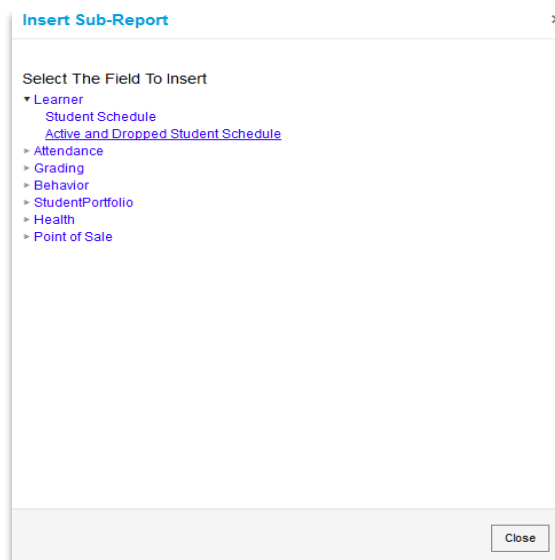 Insert Sub-Report
Select The Field To Insert
Learner
Student Schedule
Active and Dropped Student Schedule
Attendance
Grading
Behavior
StudentPortfolio
Health
Point of Sale
Close